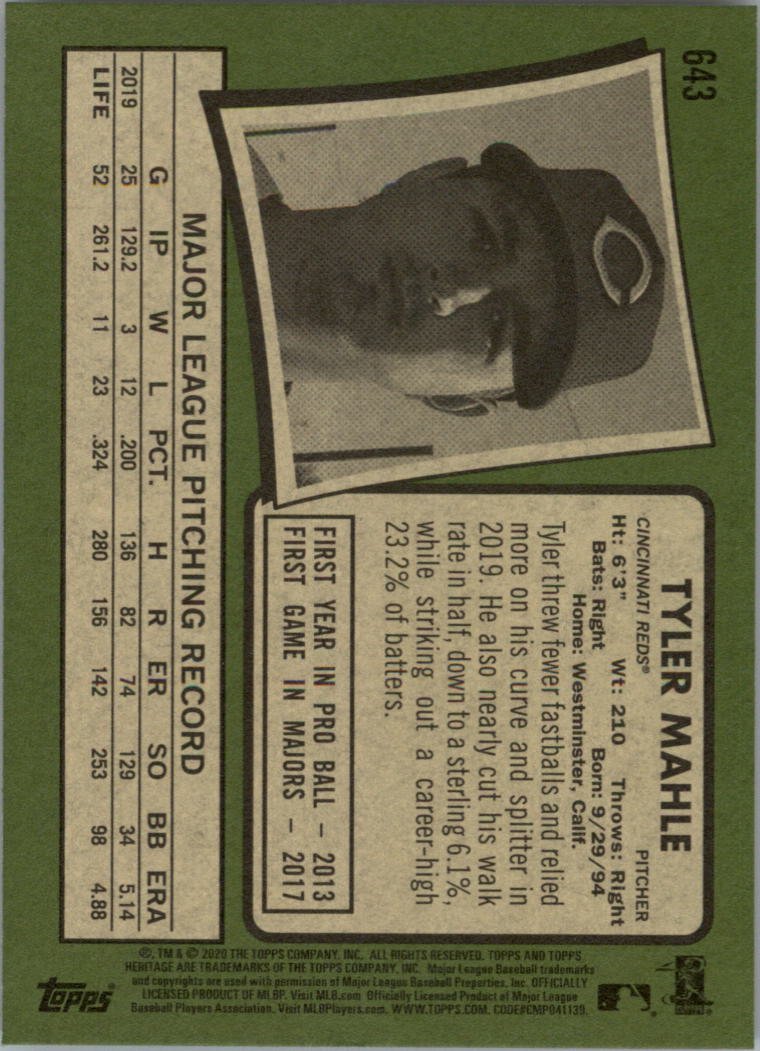 643
TYLER MAHLE
CINCINNATI REDS® PITCHER
Ht: 6'3" Wt: 210 Throws: Right
Bats: Right Born: 9/29/94
Home: Westminster, Calif.
Tyler threw fewer fastballs and relied
more on his curve and splitter in
2019. He also nearly cut his walk
rate in half, down to a sterling 6.1%,
while striking out a career-high
23.2% of batters.
FIRST YEAR IN PRO BALL – 2013
FIRST GAME IN MAJORS – 2017
MAJOR LEAGUE PITCHING RECORD
G IP W L PCT. H R ER SO BB ERA
2019 25 129.2 3 12 .200 136 82 74 129 34 5.14
LIFE 52 261.2 11 23 .324 280 156 142 253 98 4.88
®, TM & © 2020 THE TOPPS COMPANY, INC. ALL RIGHTS RESERVED. TOPPS AND TOPPS
HERITAGE ARE TRADEMARKS OF THE TOPPS COMPANY, INC. Major League Baseball trademarks
and copyrights are used with permission of Major League Baseball Properties, Inc. OFFICIALLY
LICENSED PRODUCT OF MLBP. Visit MLB.com Officially Licensed Product of Major League
Baseball Players Association. Visit MLBPlayers.com. WWW.TOPPS.COM. CODE#CMP041139.
topps®